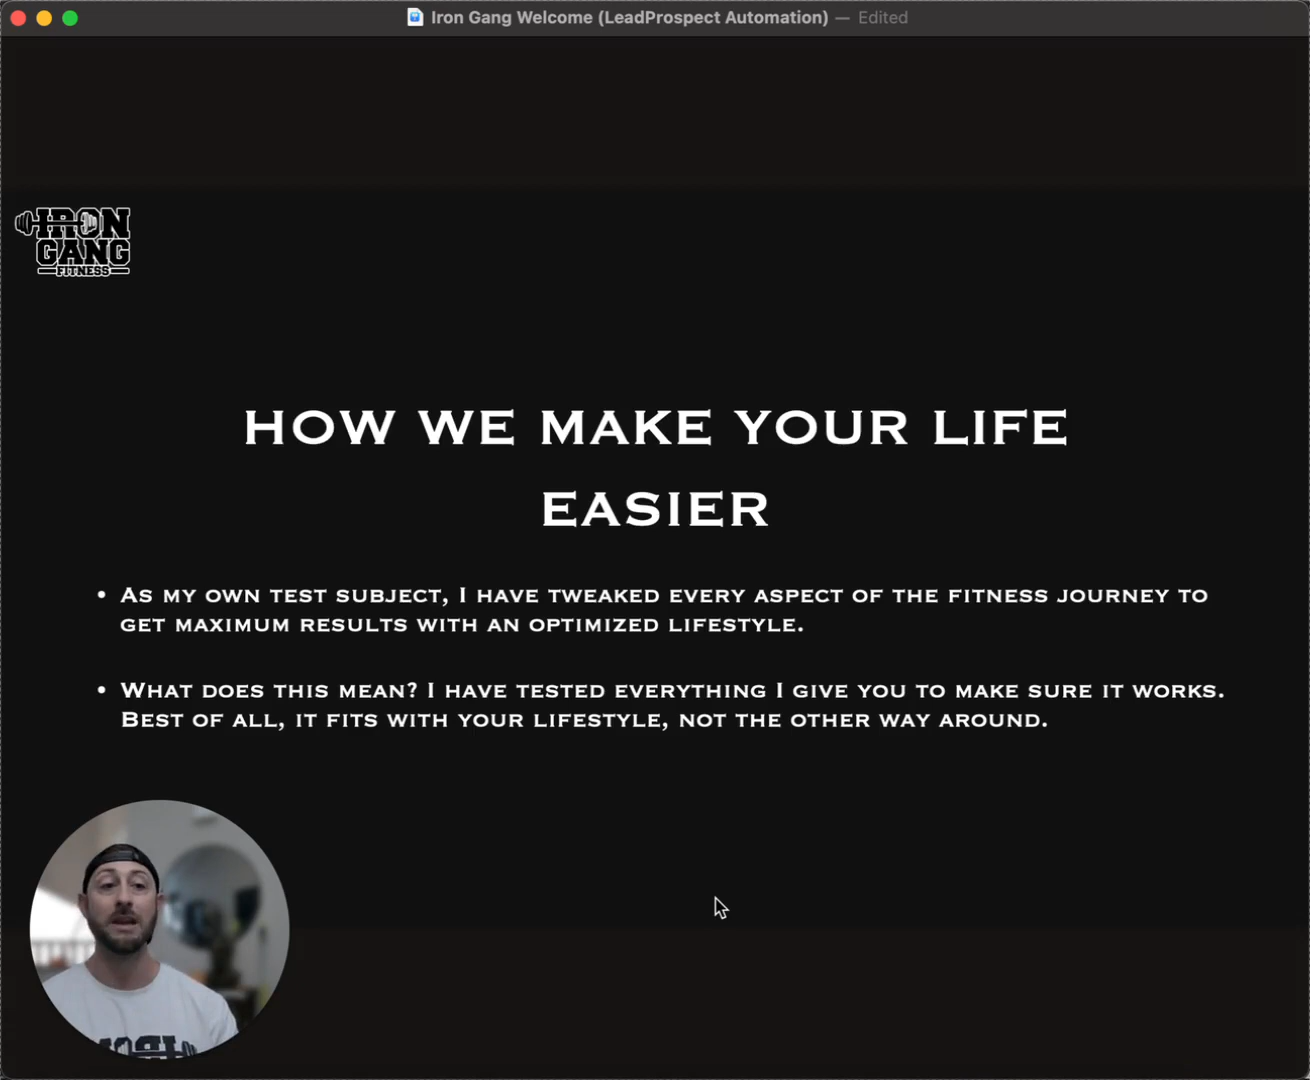 Iron Gang Welcome (LeadProspect Automation) — Edited
IRON
GANG
FITNESS
HOW WE MAKE YOUR LIFE
EASIER
• As my own test subject, I have tweaked every aspect of the fitness journey to
get maximum results with an optimized lifestyle.
• What does this mean? I have tested everything I give you to make sure it works.
Best of all, it fits with your lifestyle, not the other way around.